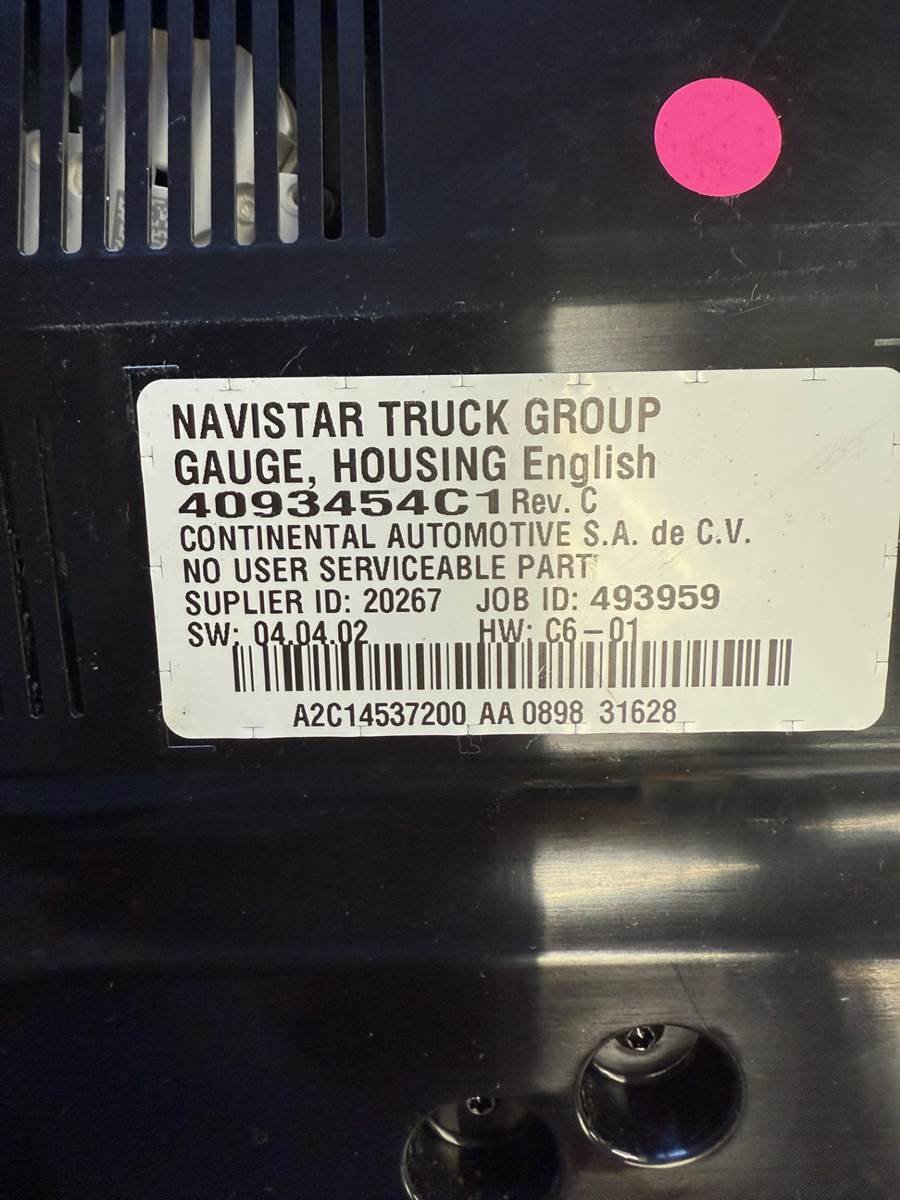 NAVISTAR TRUCK GROUP
GAUGE, HOUSING English
4093454C1 Rev. C
CONTINENTAL AUTOMOTIVE S.A. de C.V.
NO USER SERVICEABLE PART
SUPLIER ID: 20267 JOB ID: 493959
SW: 04.04.02 HW: C6-01
A2C14537200 AA 0898 31628